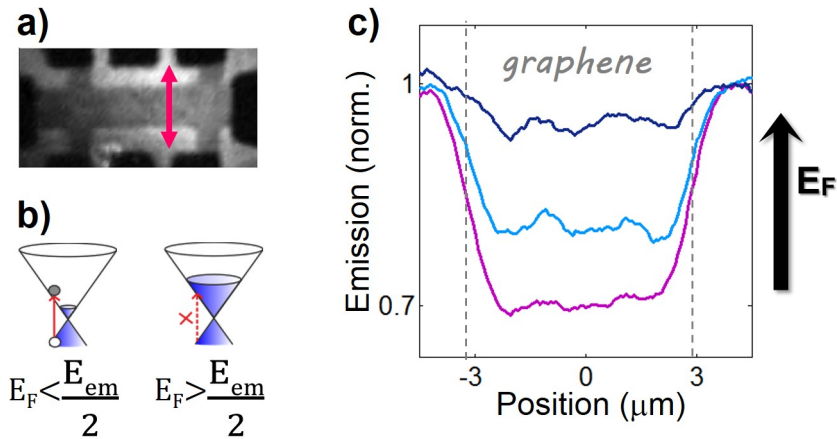 a)
b)
E_F < E_em / 2
E_F > E_em / 2
c)
graphene
1
0.7
Emission (norm.)
-3 0 3
Position (μm)
E_F